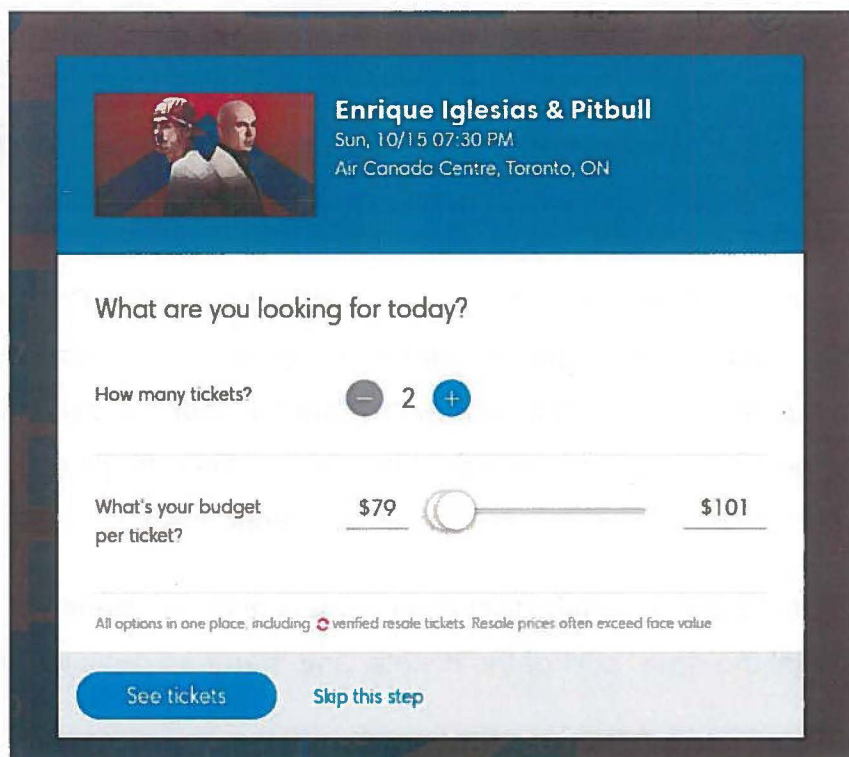 Enrique Iglesias & Pitbull
Sun, 10/15 07:30 PM
Air Canada Centre, Toronto, ON
What are you looking for today?
How many tickets?
− 2 +
What's your budget
per ticket?
$79
$101
All options in one place, including verified resale tickets. Resale prices often exceed face value
See tickets
Skip this step